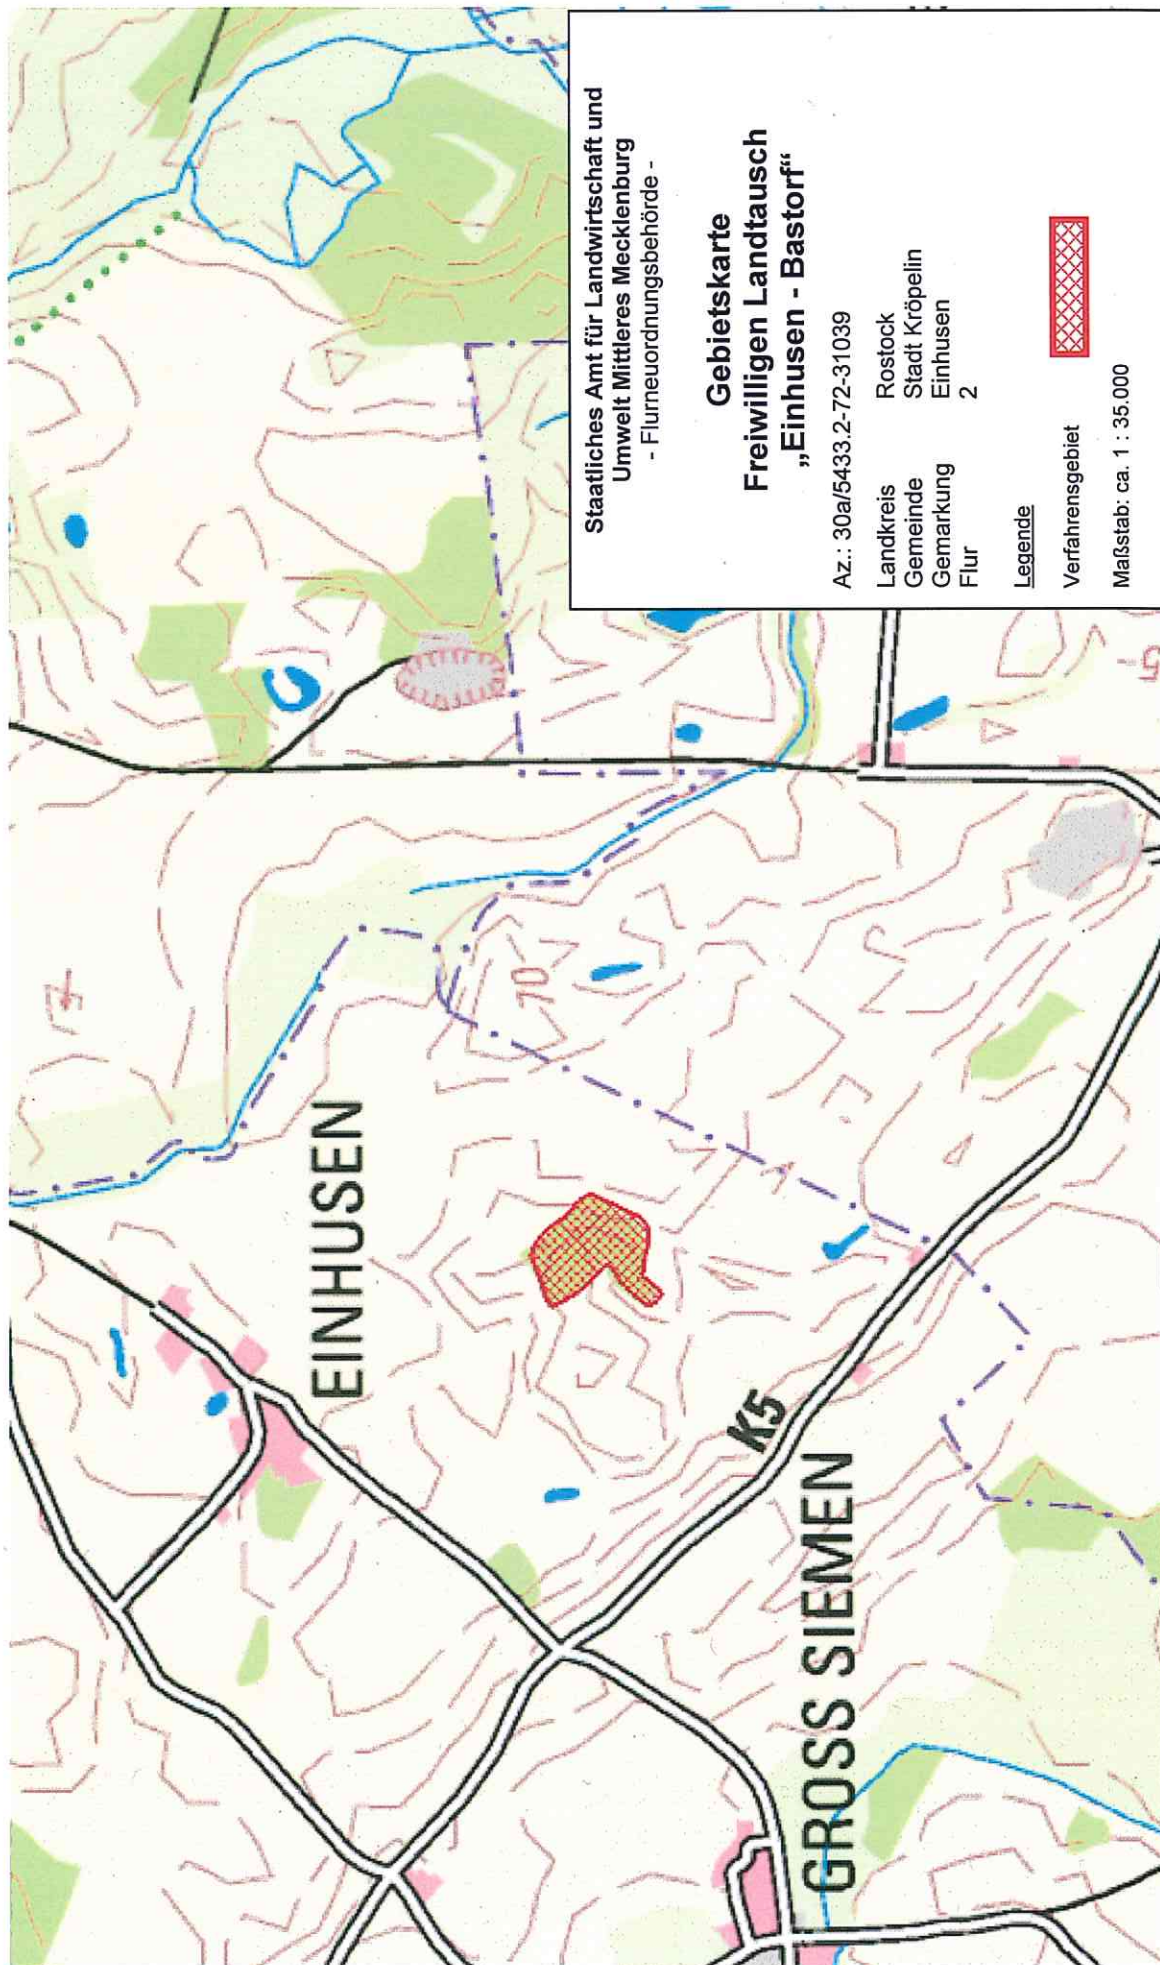 EINHUSEN
GROSS SIEMEN
K5
70
Staatliches Amt für Landwirtschaft und
Umwelt Mittleres Mecklenburg
- Flurneuordnungsbehörde -
Gebietskarte
Freiwilligen Landtausch
„Einhusen - Bastorf“
Az.: 30a/5433.2-72-31039
Landkreis Rostock
Gemeinde Stadt Kröpelin
Gemarkung Einhusen
Flur 2
Legende
Verfahrensgebiet
Maßstab: ca. 1 : 35.000